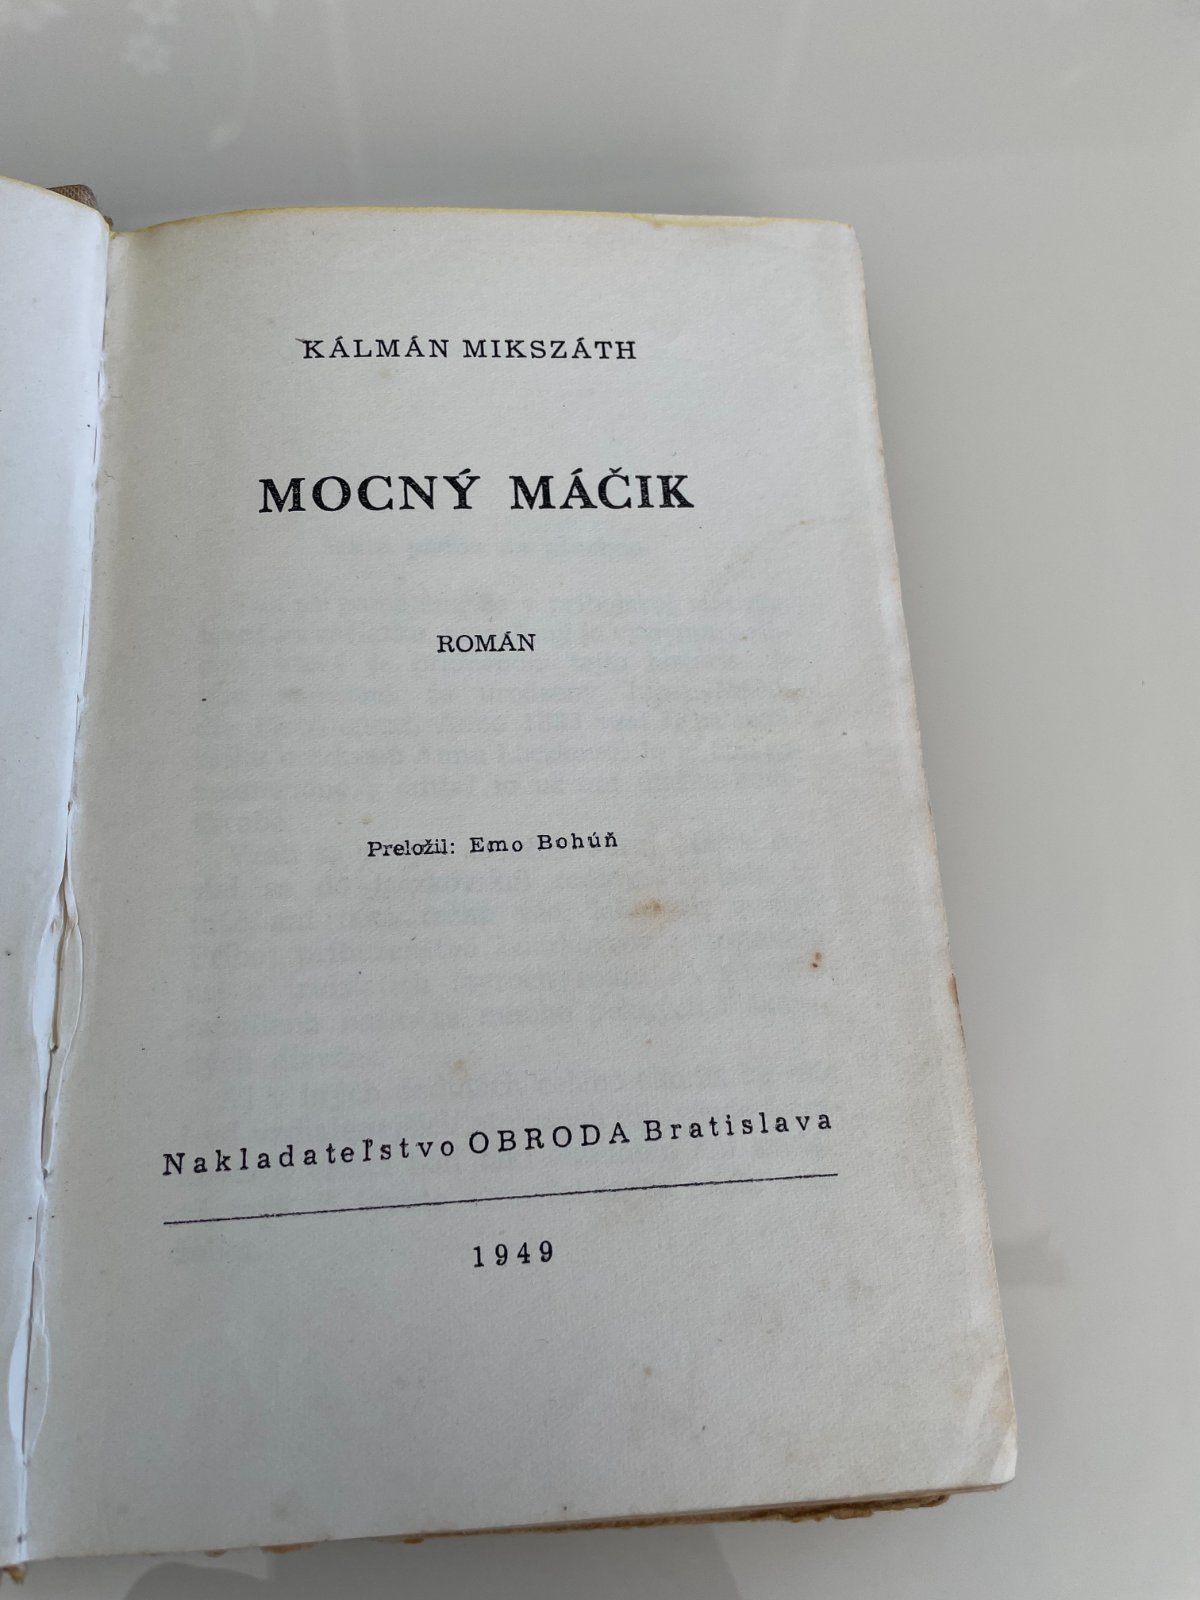 KÁLMÁN MIKSZÁTH
MOCNÝ MÁČIK
ROMÁN
Preložil: Emo Bohúň
Nakladateľstvo OBRODA Bratislava
1949